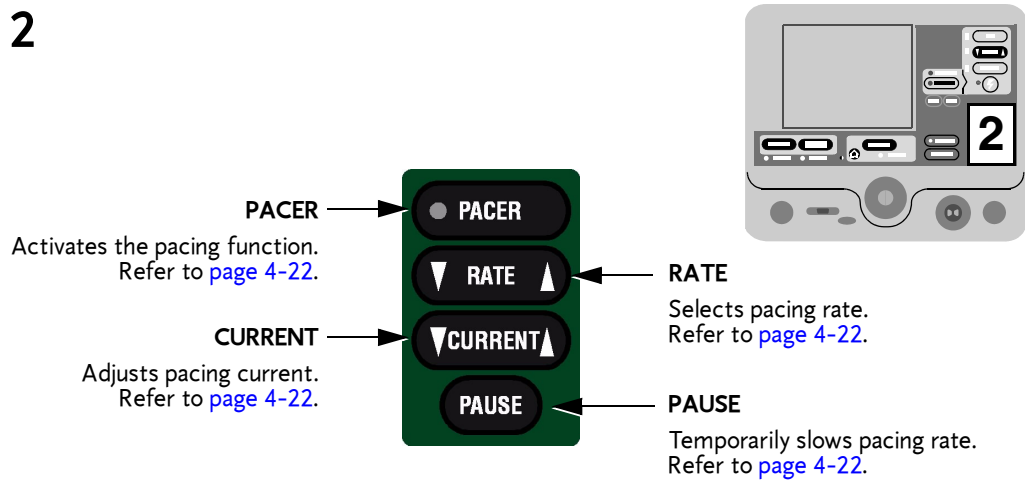 2
2
PACER
Activates the pacing function.
Refer to page 4-22.
CURRENT
Adjusts pacing current.
Refer to page 4-22.
PACER
RATE
CURRENT
PAUSE
RATE
Selects pacing rate.
Refer to page 4-22.
PAUSE
Temporarily slows pacing rate.
Refer to page 4-22.